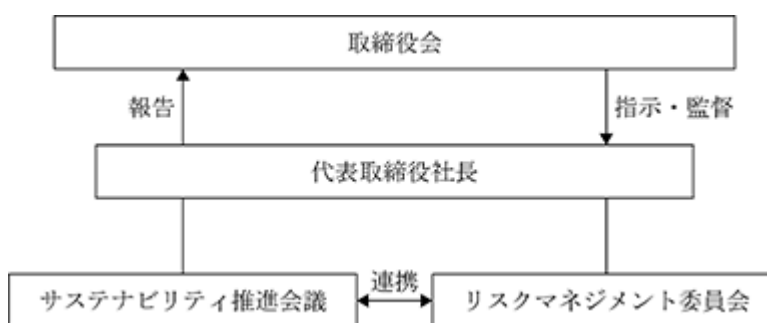 取締役会
報告
指示・監督
代表取締役社長
連携
サステナビリティ推進会議
リスクマネジメント委員会